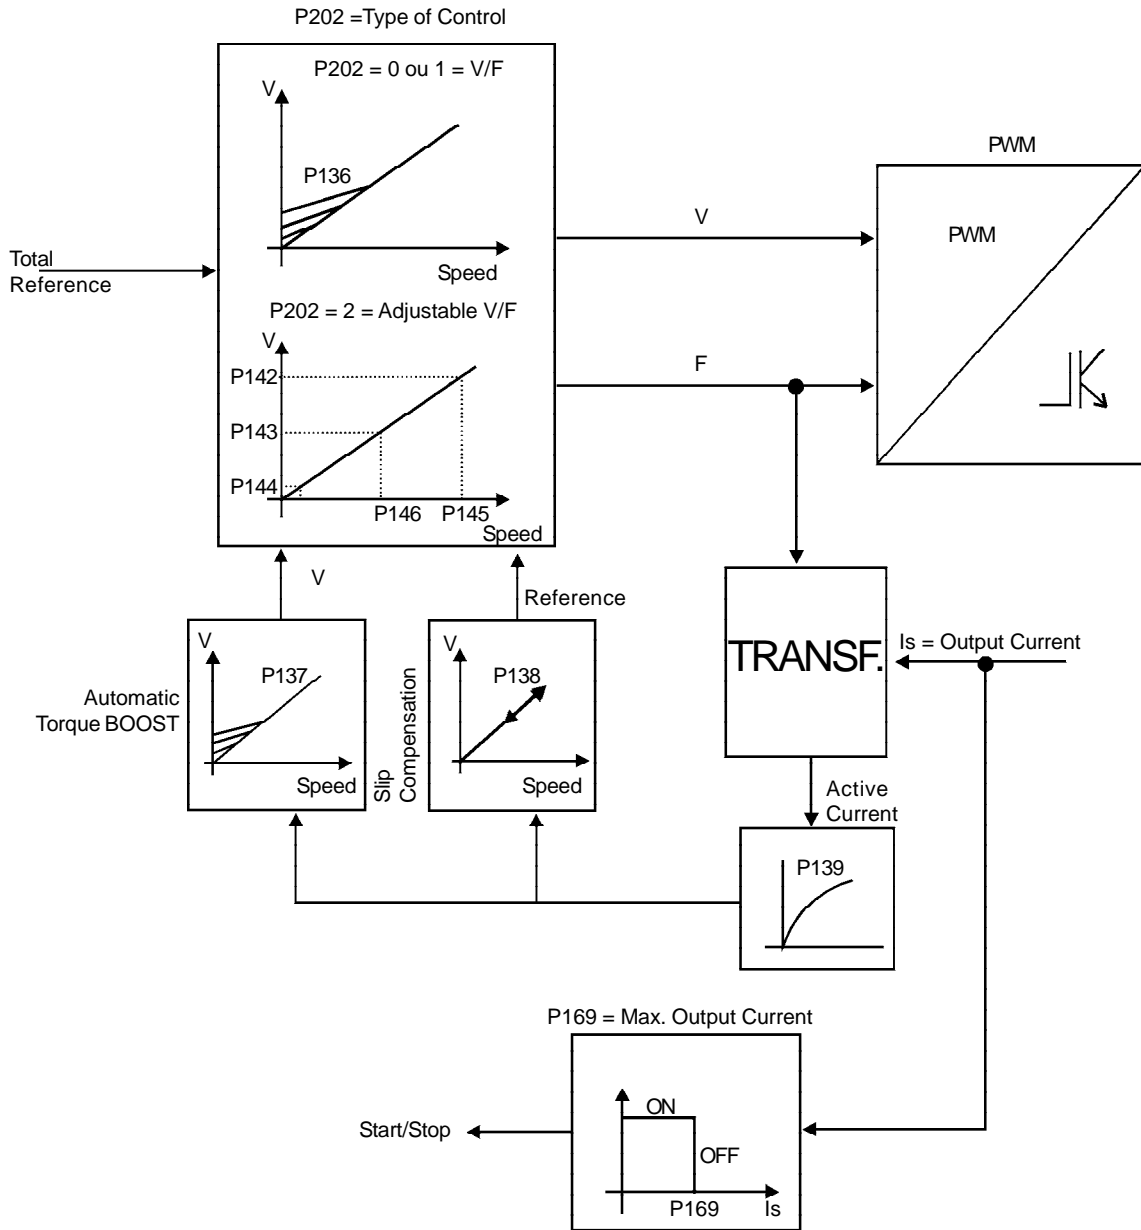 P202 =Type of Control
P202 = 0 ou 1 = V/F
V
P136
Speed
Total
Reference
P202 = 2 = Adjustable V/F
V
P142
P143
P144
P146
P145
Speed
V
F
PWM
PWM
V
Reference
V
P137
Speed
Automatic
Torque BOOST
Slip
Compensation
V
P138
Speed
TRANSF.
Is = Output Current
Active
Current
P139
P169 = Max. Output Current
ON
OFF
P169
Is
Start/Stop